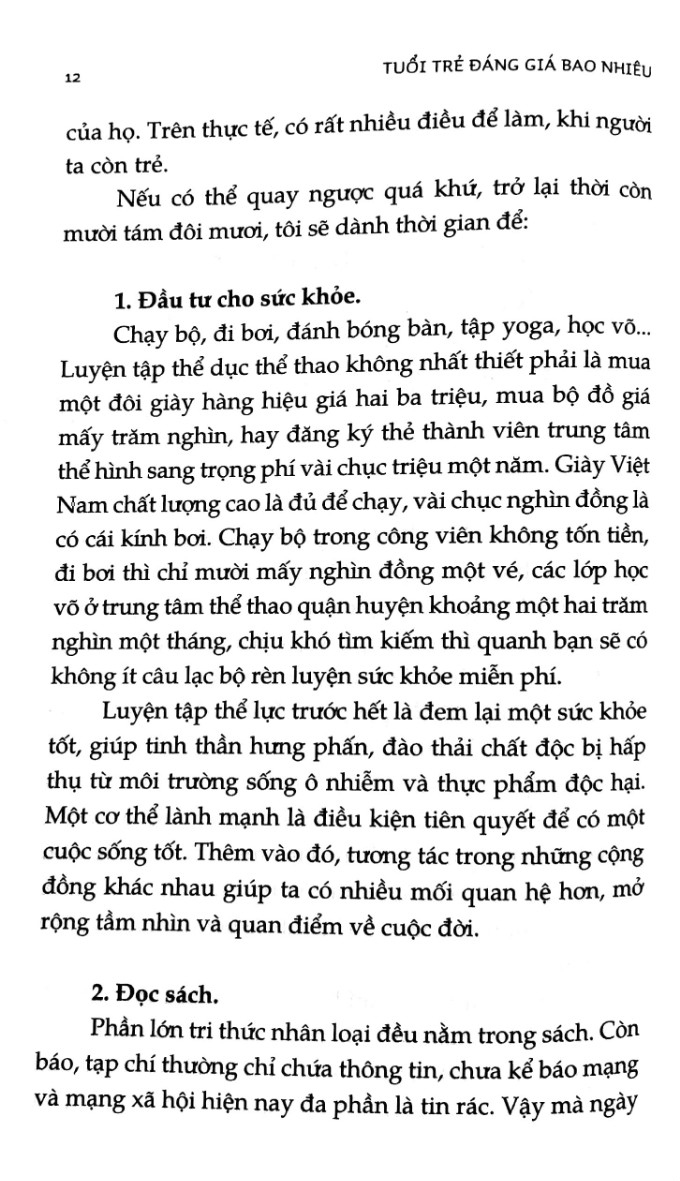 12
TUỔI TRẺ ĐÁNG GIÁ BAO NHIÊU
của họ. Trên thực tế, có rất nhiều điều để làm, khi người
ta còn trẻ.
Nếu có thể quay ngược quá khứ, trở lại thời còn
mười tám đôi mươi, tôi sẽ dành thời gian để:
1. Đầu tư cho sức khỏe.
Chạy bộ, đi bơi, đánh bóng bàn, tập yoga, học võ...
Luyện tập thể dục thể thao không nhất thiết phải là mua
một đôi giày hàng hiệu giá hai ba triệu, mua bộ đồ giá
mấy trăm nghìn, hay đăng ký thẻ thành viên trung tâm
thể hình sang trọng phí vài chục triệu một năm. Giày Việt
Nam chất lượng cao là đủ để chạy, vài chục nghìn đồng là
có cái kính bơi. Chạy bộ trong công viên không tốn tiền,
đi bơi thì chỉ mười mấy nghìn đồng một vé, các lớp học
võ ở trung tâm thể thao quận huyện khoảng một hai trăm
nghìn một tháng, chịu khó tìm kiếm thì quanh bạn sẽ có
không ít câu lạc bộ rèn luyện sức khỏe miễn phí.
Luyện tập thể lực trước hết là đem lại một sức khỏe
tốt, giúp tinh thần hưng phấn, đào thải chất độc bị hấp
thụ từ môi trường sống ô nhiễm và thực phẩm độc hại.
Một cơ thể lành mạnh là điều kiện tiên quyết để có một
cuộc sống tốt. Thêm vào đó, tương tác trong những cộng
đồng khác nhau giúp ta có nhiều mối quan hệ hơn, mở
rộng tầm nhìn và quan điểm về cuộc đời.
2. Đọc sách.
Phần lớn tri thức nhân loại đều nằm trong sách. Còn
báo, tạp chí thường chỉ chứa thông tin, chưa kể báo mạng
và mạng xã hội hiện nay đa phần là tin rác. Vậy mà ngày